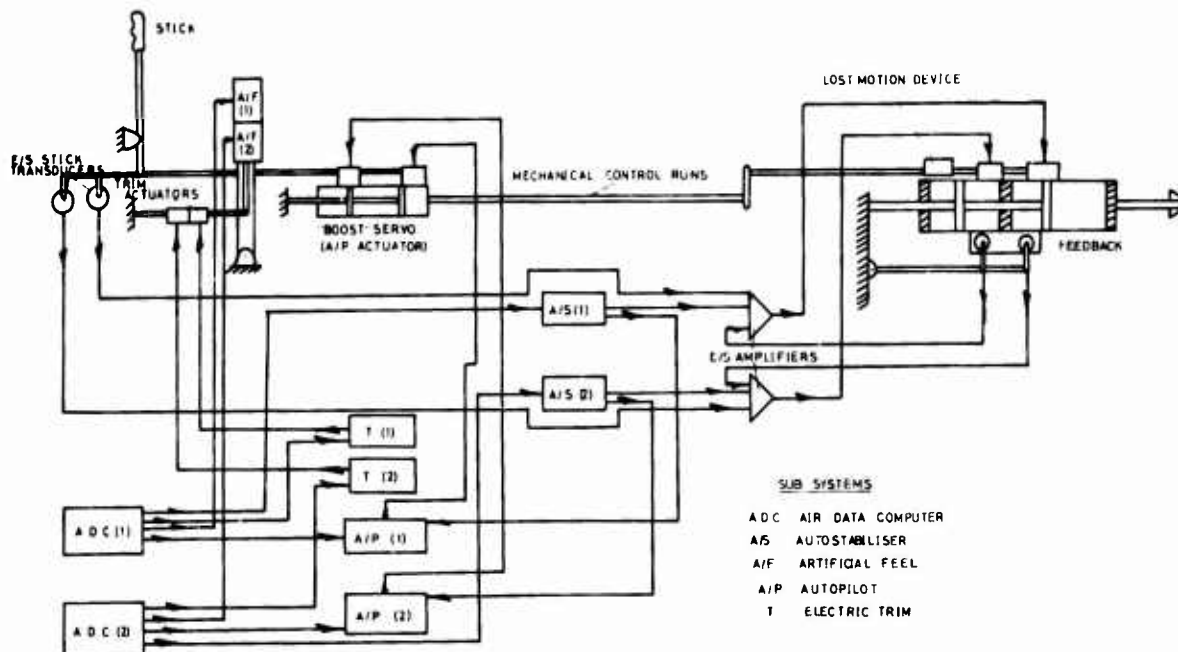 STICK
A/F
(1)
A/F
(2)
LOST MOTION DEVICE
E/S STICK
TRANSDUCERS
TRIM
ACTUATORS
MECHANICAL CONTROL RUNS
'BOOST' SERVO
(A/P ACTUATOR)
FEEDBACK
A/S (1)
E/S AMPLIFIERS
A/S (2)
T (1)
T (2)
ADC (1)
A/P (1)
ADC (2)
A/P (2)
SUB SYSTEMS
ADC AIR DATA COMPUTER
A/S AUTOSTABILISER
A/F ARTIFICIAL FEEL
A/P AUTOPILOT
T ELECTRIC TRIM